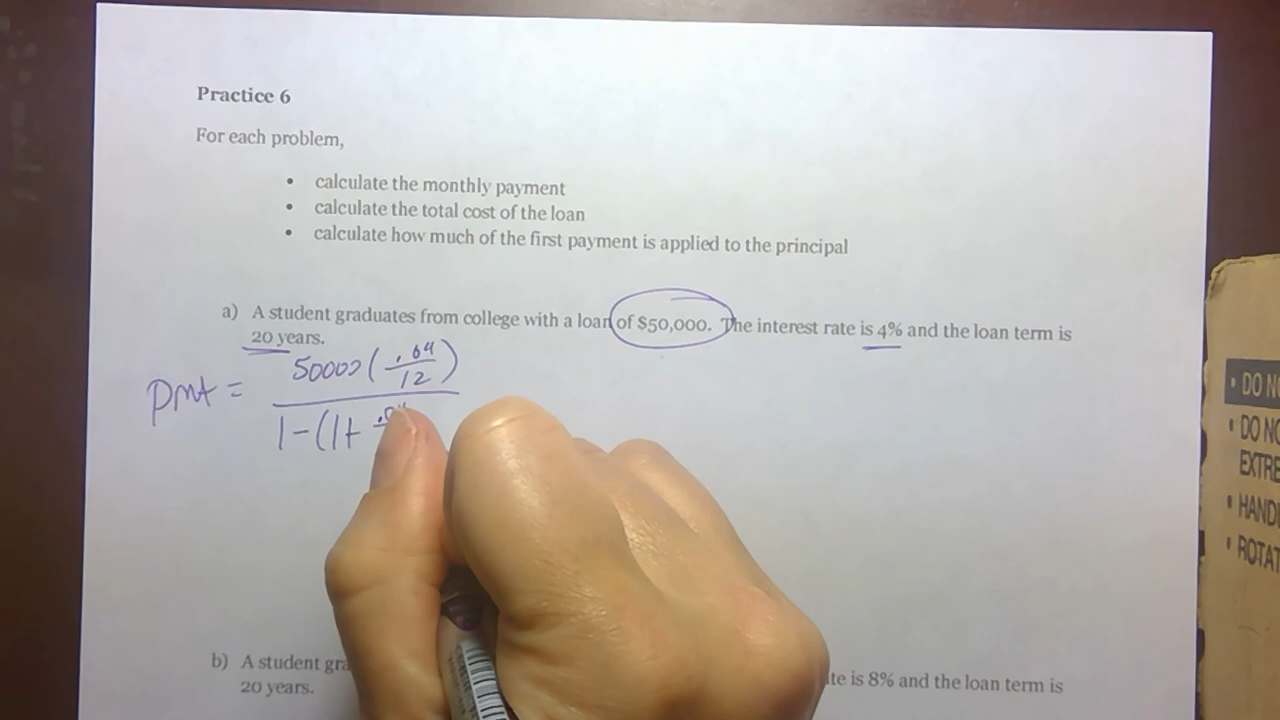 Practice 6
For each problem,
• calculate the monthly payment
• calculate the total cost of the loan
• calculate how much of the first payment is applied to the principal
a) A student graduates from college with a loan of $50,000. The interest rate is 4% and the loan term is
20 years.
pmt = 50000 ( .04 / 12 )
1-(1+ .04
b) A student gra te is 8% and the loan term is
20 years.
• DO N
• DO NO
EXTRE
• HAND
• ROTAT